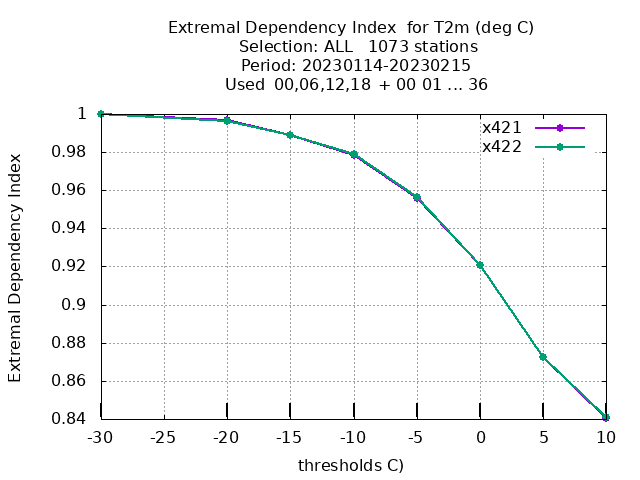 Extremal Dependency Index  for T2m (deg C)
Selection: ALL   1073 stations
Period: 20230114-20230215
Used  00,06,12,18  + 00 01 ... 36
x421
x422
Extremal Dependency Index
1
0.98
0.96
0.94
0.92
0.9
0.88
0.86
0.84
-30 -25 -20 -15 -10 -5 0 5 10
thresholds C)